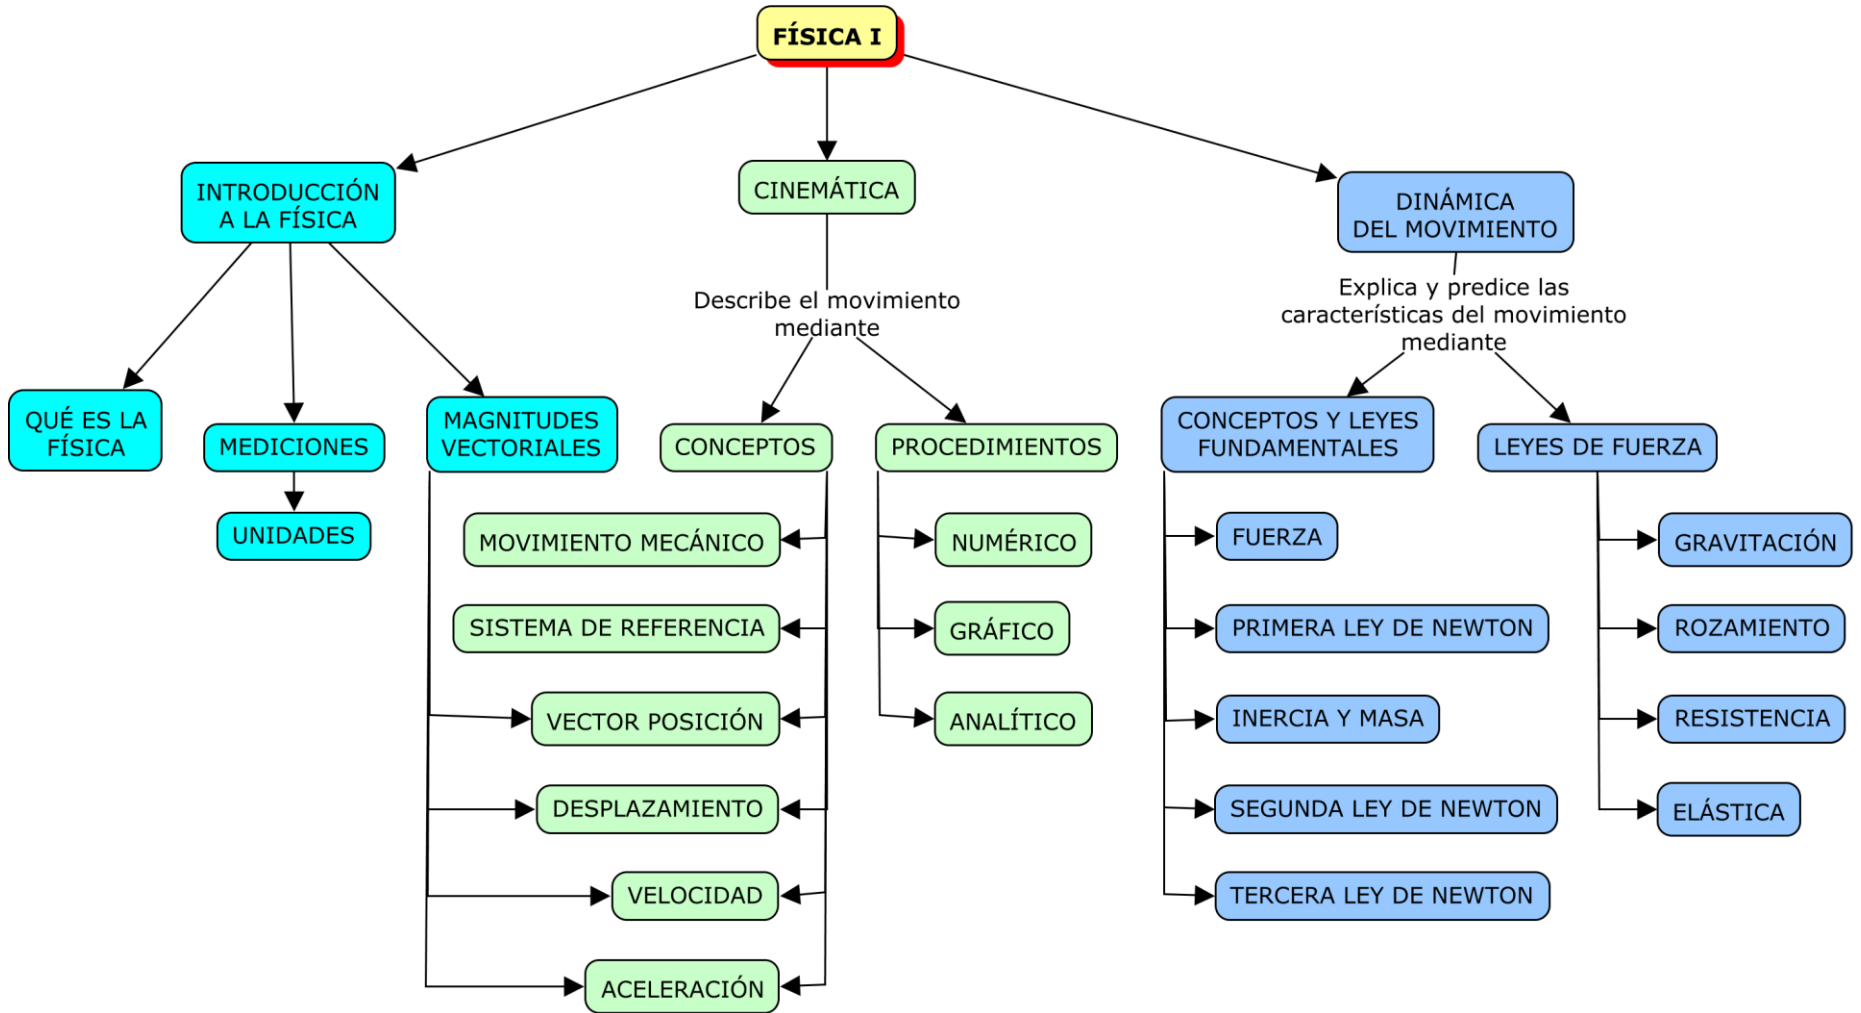 FÍSICA I
INTRODUCCIÓN
A LA FÍSICA
CINEMÁTICA
DINÁMICA
DEL MOVIMIENTO
Describe el movimiento
mediante
Explica y predice las
características del movimiento
mediante
QUÉ ES LA
FÍSICA
MEDICIONES
MAGNITUDES
VECTORIALES
CONCEPTOS
PROCEDIMIENTOS
CONCEPTOS Y LEYES
FUNDAMENTALES
LEYES DE FUERZA
UNIDADES
MOVIMIENTO MECÁNICO
SISTEMA DE REFERENCIA
VECTOR POSICIÓN
DESPLAZAMIENTO
VELOCIDAD
ACELERACIÓN
NUMÉRICO
GRÁFICO
ANALÍTICO
FUERZA
PRIMERA LEY DE NEWTON
INERCIA Y MASA
SEGUNDA LEY DE NEWTON
TERCERA LEY DE NEWTON
GRAVITACIÓN
ROZAMIENTO
RESISTENCIA
ELÁSTICA